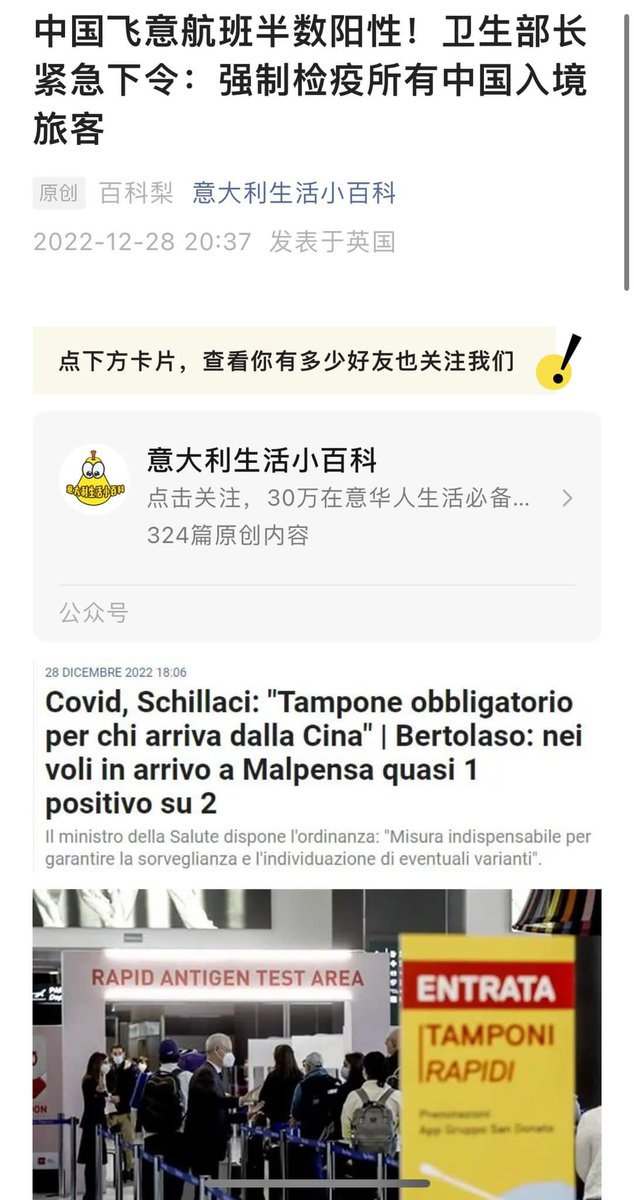 中国飞意航班半数阳性！卫生部长
紧急下令：强制检疫所有中国入境
旅客
原创 百科梨 意大利生活小百科
2022-12-28 20:37 发表于英国
点下方卡片，查看你有多少好友也关注我们
意大利生活小百科
点击关注，30万在意华人生活必备...
324篇原创内容
公众号
28 DICEMBRE 2022 18:06
Covid, Schillaci: "Tampone obbligatorio
per chi arriva dalla Cina" | Bertolaso: nei
voli in arrivo a Malpensa quasi 1
positivo su 2
Il ministro della Salute dispone l'ordinanza: "Misura indispensabile per
garantire la sorveglianza e l'individuazione di eventuali varianti".
RAPID ANTIGEN TEST AREA
ENTRATA
TAMPONI
RAPIDI
Prenotazioni
App Gruppo San Donato